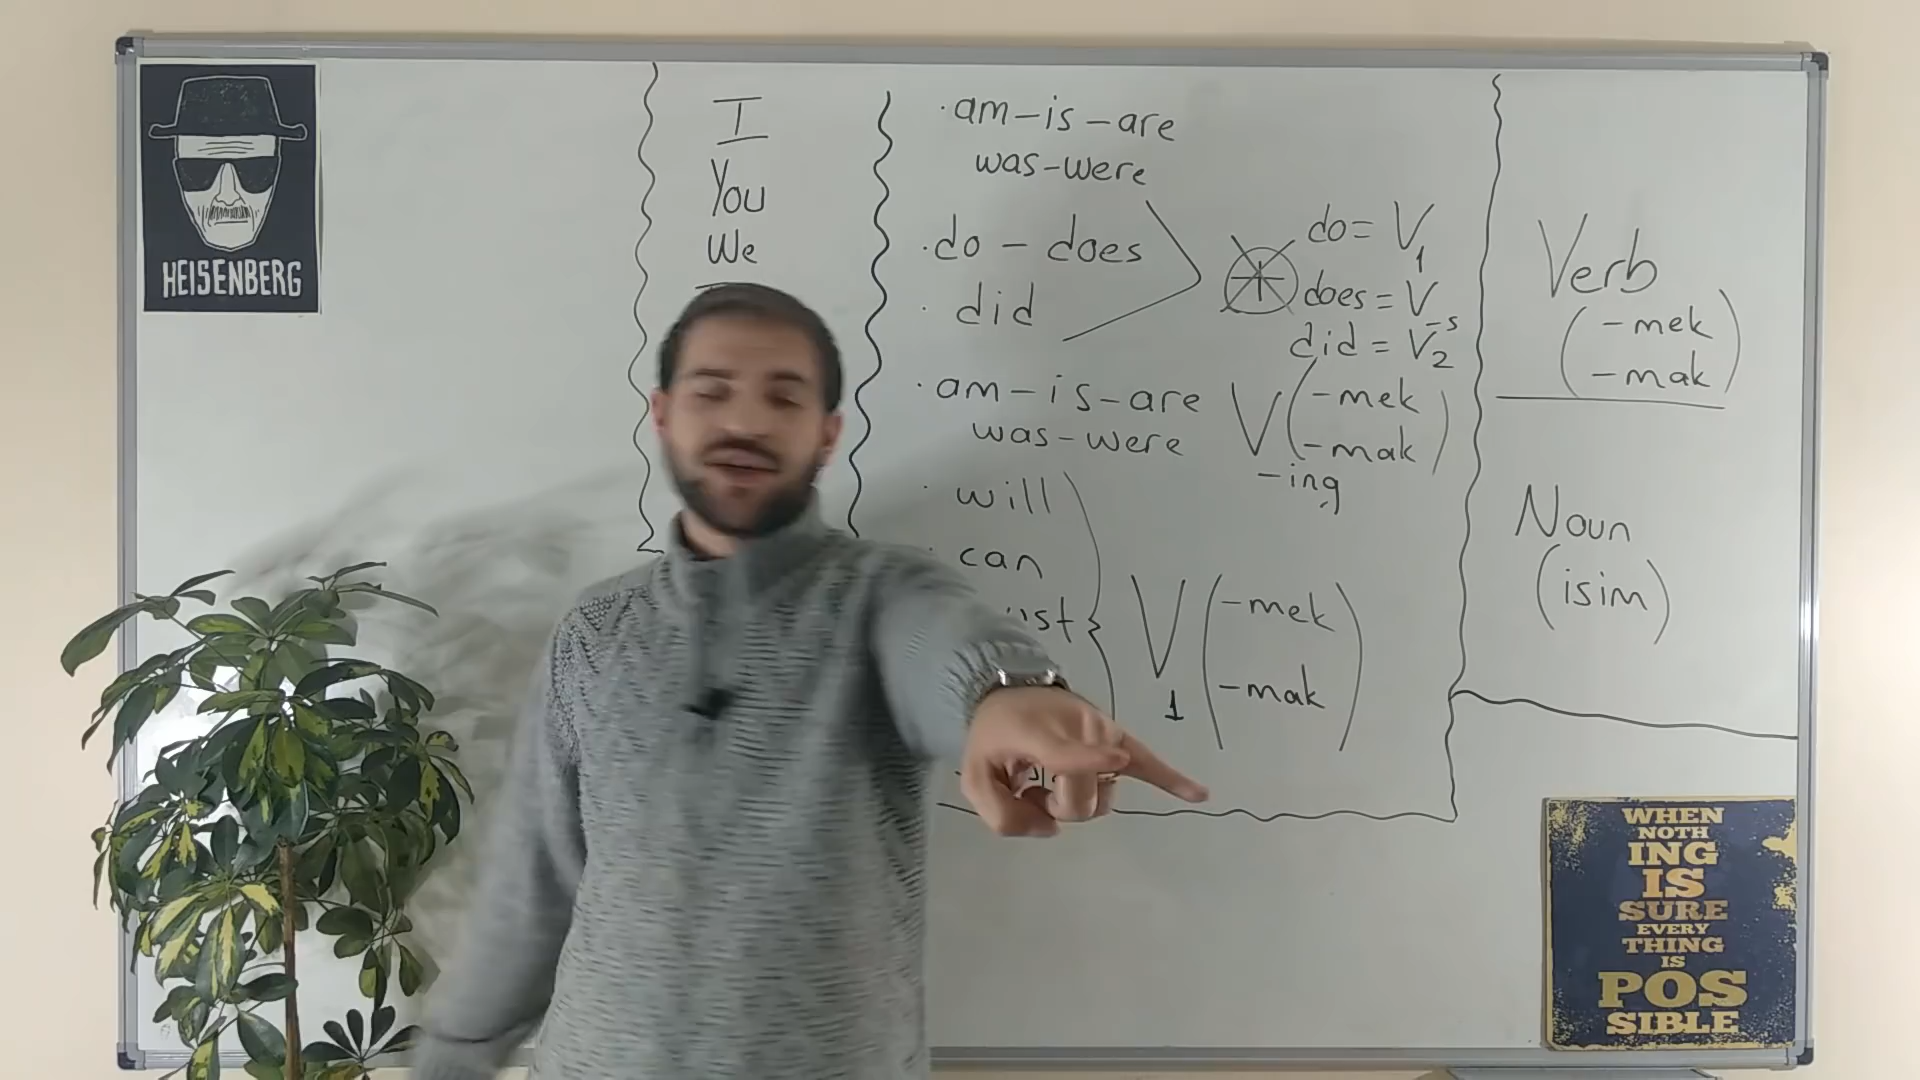 HEISENBERG
I
You
We
· am - is - are
was - were
· do - does
· did
+
do = V1
does = V-s
did = V2
· am - is - are
was - were
V (-mek
-mak)
-ing
· will
· can
V1 (-mek
-mak)
Verb
(-mek
-mak)
Noun
(isim)
WHEN
NOTH
ING
IS
SURE
EVERY
THING
IS
POS
SIBLE